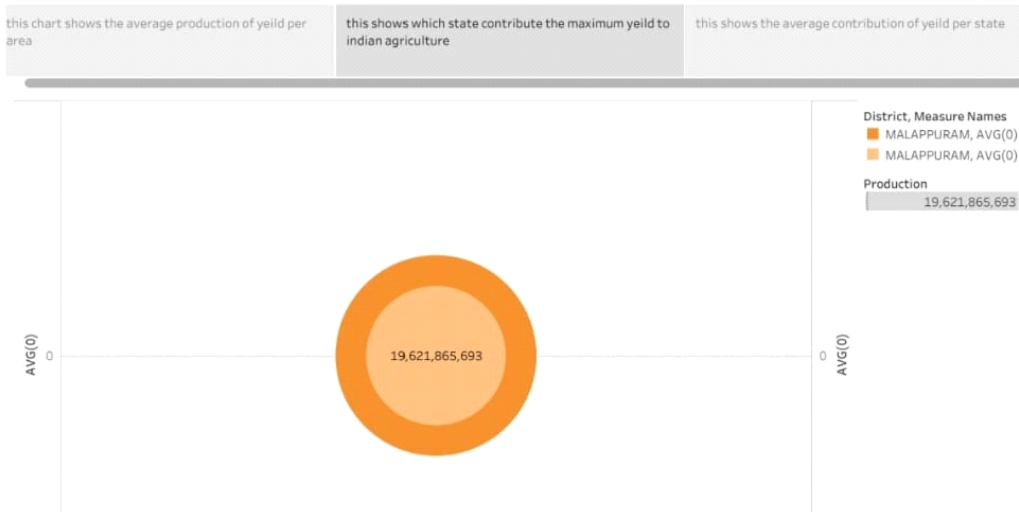 this chart shows the average production of yeild per
area
this shows which state contribute the maximum yeild to
indian agriculture
this shows the average contribution of yeild per state
District, Measure Names
MALAPPURAM, AVG(0)
MALAPPURAM, AVG(0)
Production
19,621,865,693
19,621,865,693
AVG(0)
0
0
AVG(0)